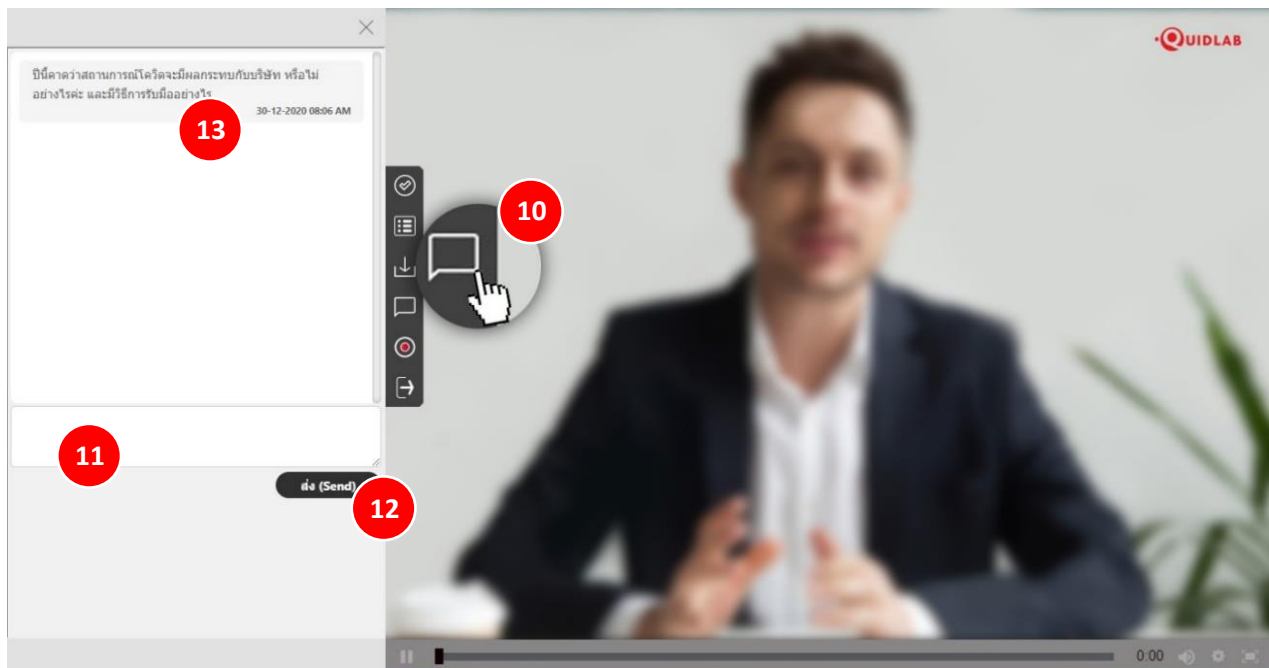 QUIDLAB
ปีนี้คาดว่าสถานการณ์โควิดจะมีผลกระทบกับบริษัท หรือไม่
อย่างไรค่ะ และมีวิธีการรับมืออย่างไร
30-12-2020 08:06 AM
13
10
11
ส่ง (Send)
12
0:00